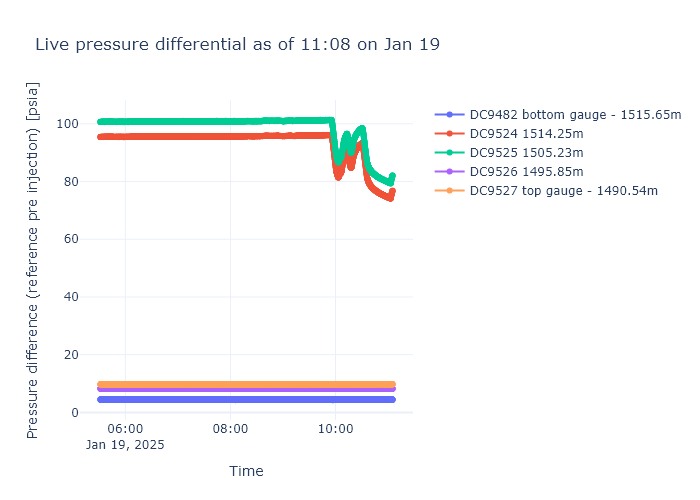 Live pressure differential as of 11:08 on Jan 19
Pressure difference (reference pre injection) [psia]
100
80
60
40
20
0
06:00
Jan 19, 2025
08:00
10:00
Time
DC9482 bottom gauge - 1515.65m
DC9524 1514.25m
DC9525 1505.23m
DC9526 1495.85m
DC9527 top gauge - 1490.54m